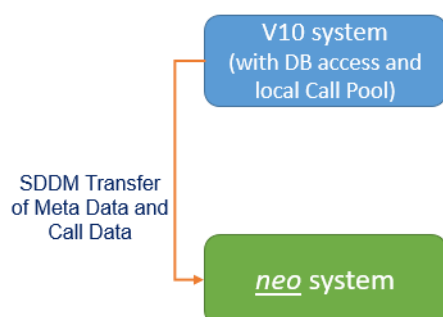 V10 system
(with DB access and
local Call Pool)
SDDM Transfer
of Meta Data and
Call Data
neo system